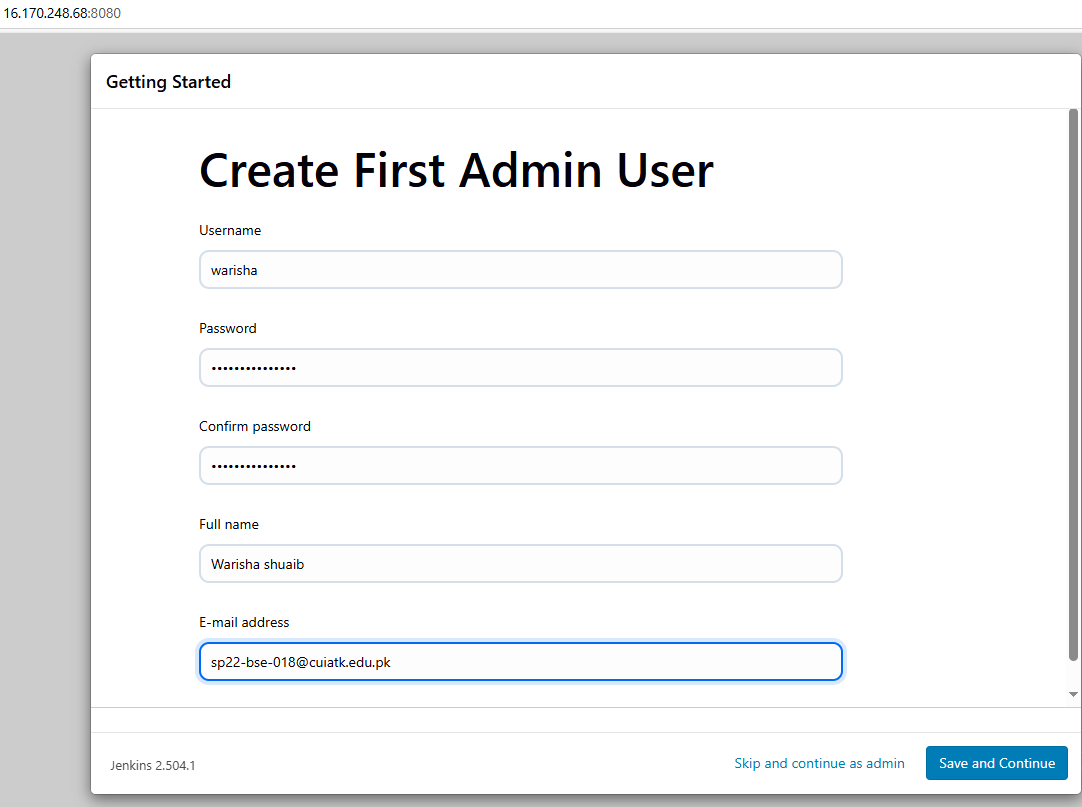 16.170.248.68:8080
Getting Started
Create First Admin User
Username
warisha
Password
•••••••••••••••
Confirm password
•••••••••••••••
Full name
Warisha shuaib
E-mail address
sp22-bse-018@cuiatk.edu.pk
Jenkins 2.504.1
Skip and continue as admin
Save and Continue